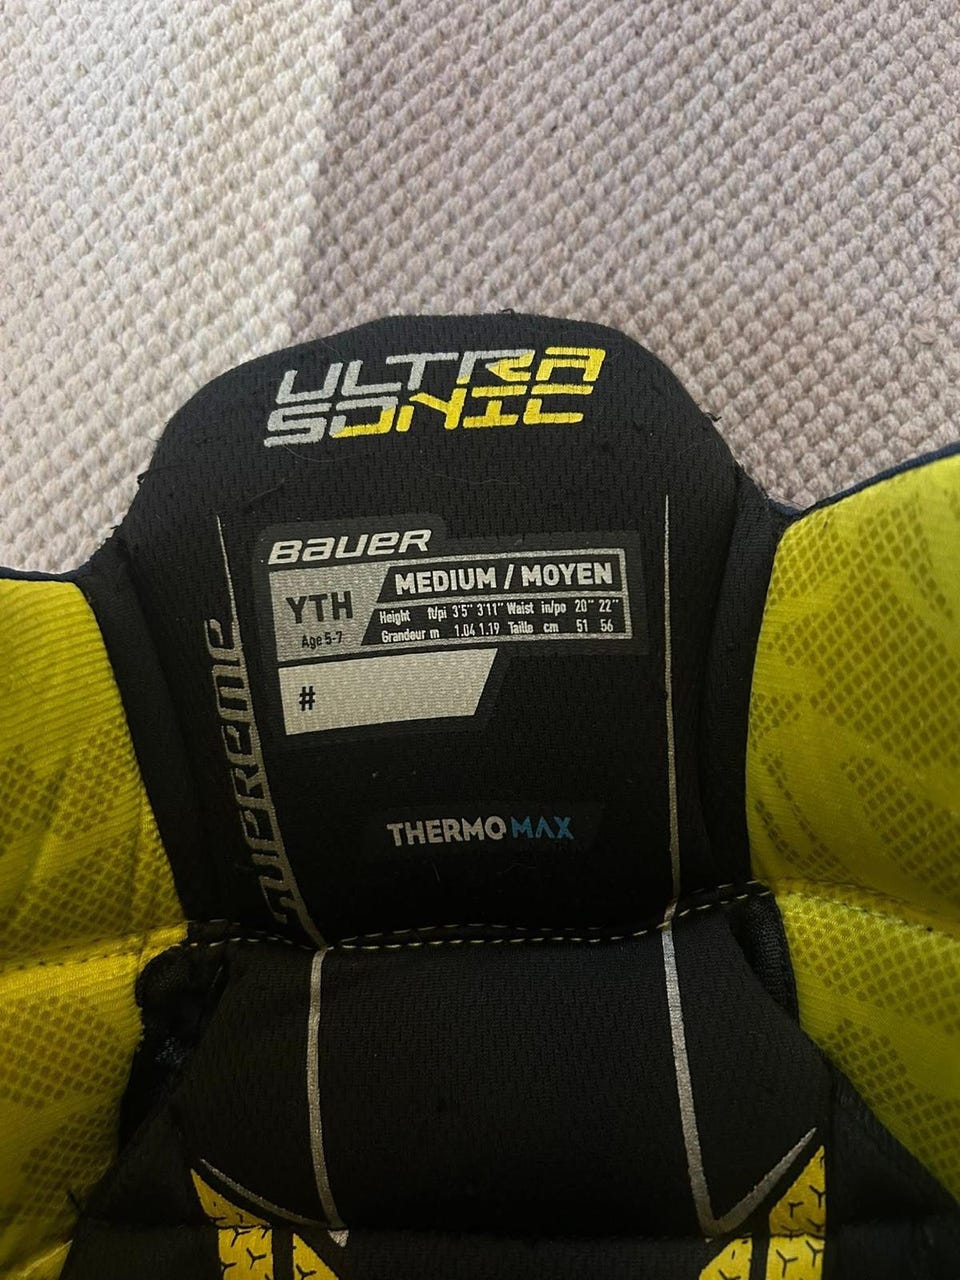 ULTRA
SONIC
BAUER
YTH
Age 5-7
MEDIUM / MOYEN
Height ft/pi 3'5" 3'11" Waist in/po 20" 22"
Grandeur m 1.04 1.19 Taille cm 51 56
#
SUPREME
THERMOMAX